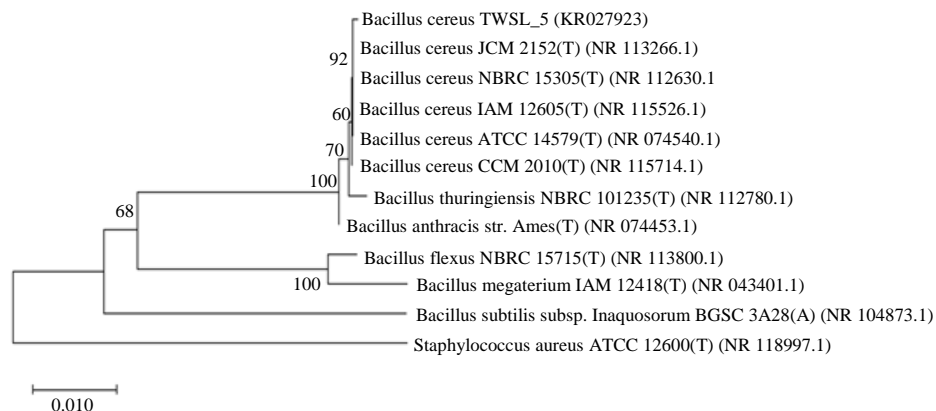 Bacillus cereus TWSL_5 (KR027923)
Bacillus cereus JCM 2152(T) (NR 113266.1)
92
Bacillus cereus NBRC 15305(T) (NR 112630.1
Bacillus cereus IAM 12605(T) (NR 115526.1)
60
Bacillus cereus ATCC 14579(T) (NR 074540.1)
70
Bacillus cereus CCM 2010(T) (NR 115714.1)
100
Bacillus thuringiensis NBRC 101235(T) (NR 112780.1)
68
Bacillus anthracis str. Ames(T) (NR 074453.1)
Bacillus flexus NBRC 15715(T) (NR 113800.1)
100
Bacillus megaterium IAM 12418(T) (NR 043401.1)
Bacillus subtilis subsp. Inaquosorum BGSC 3A28(A) (NR 104873.1)
Staphylococcus aureus ATCC 12600(T) (NR 118997.1)
0.010